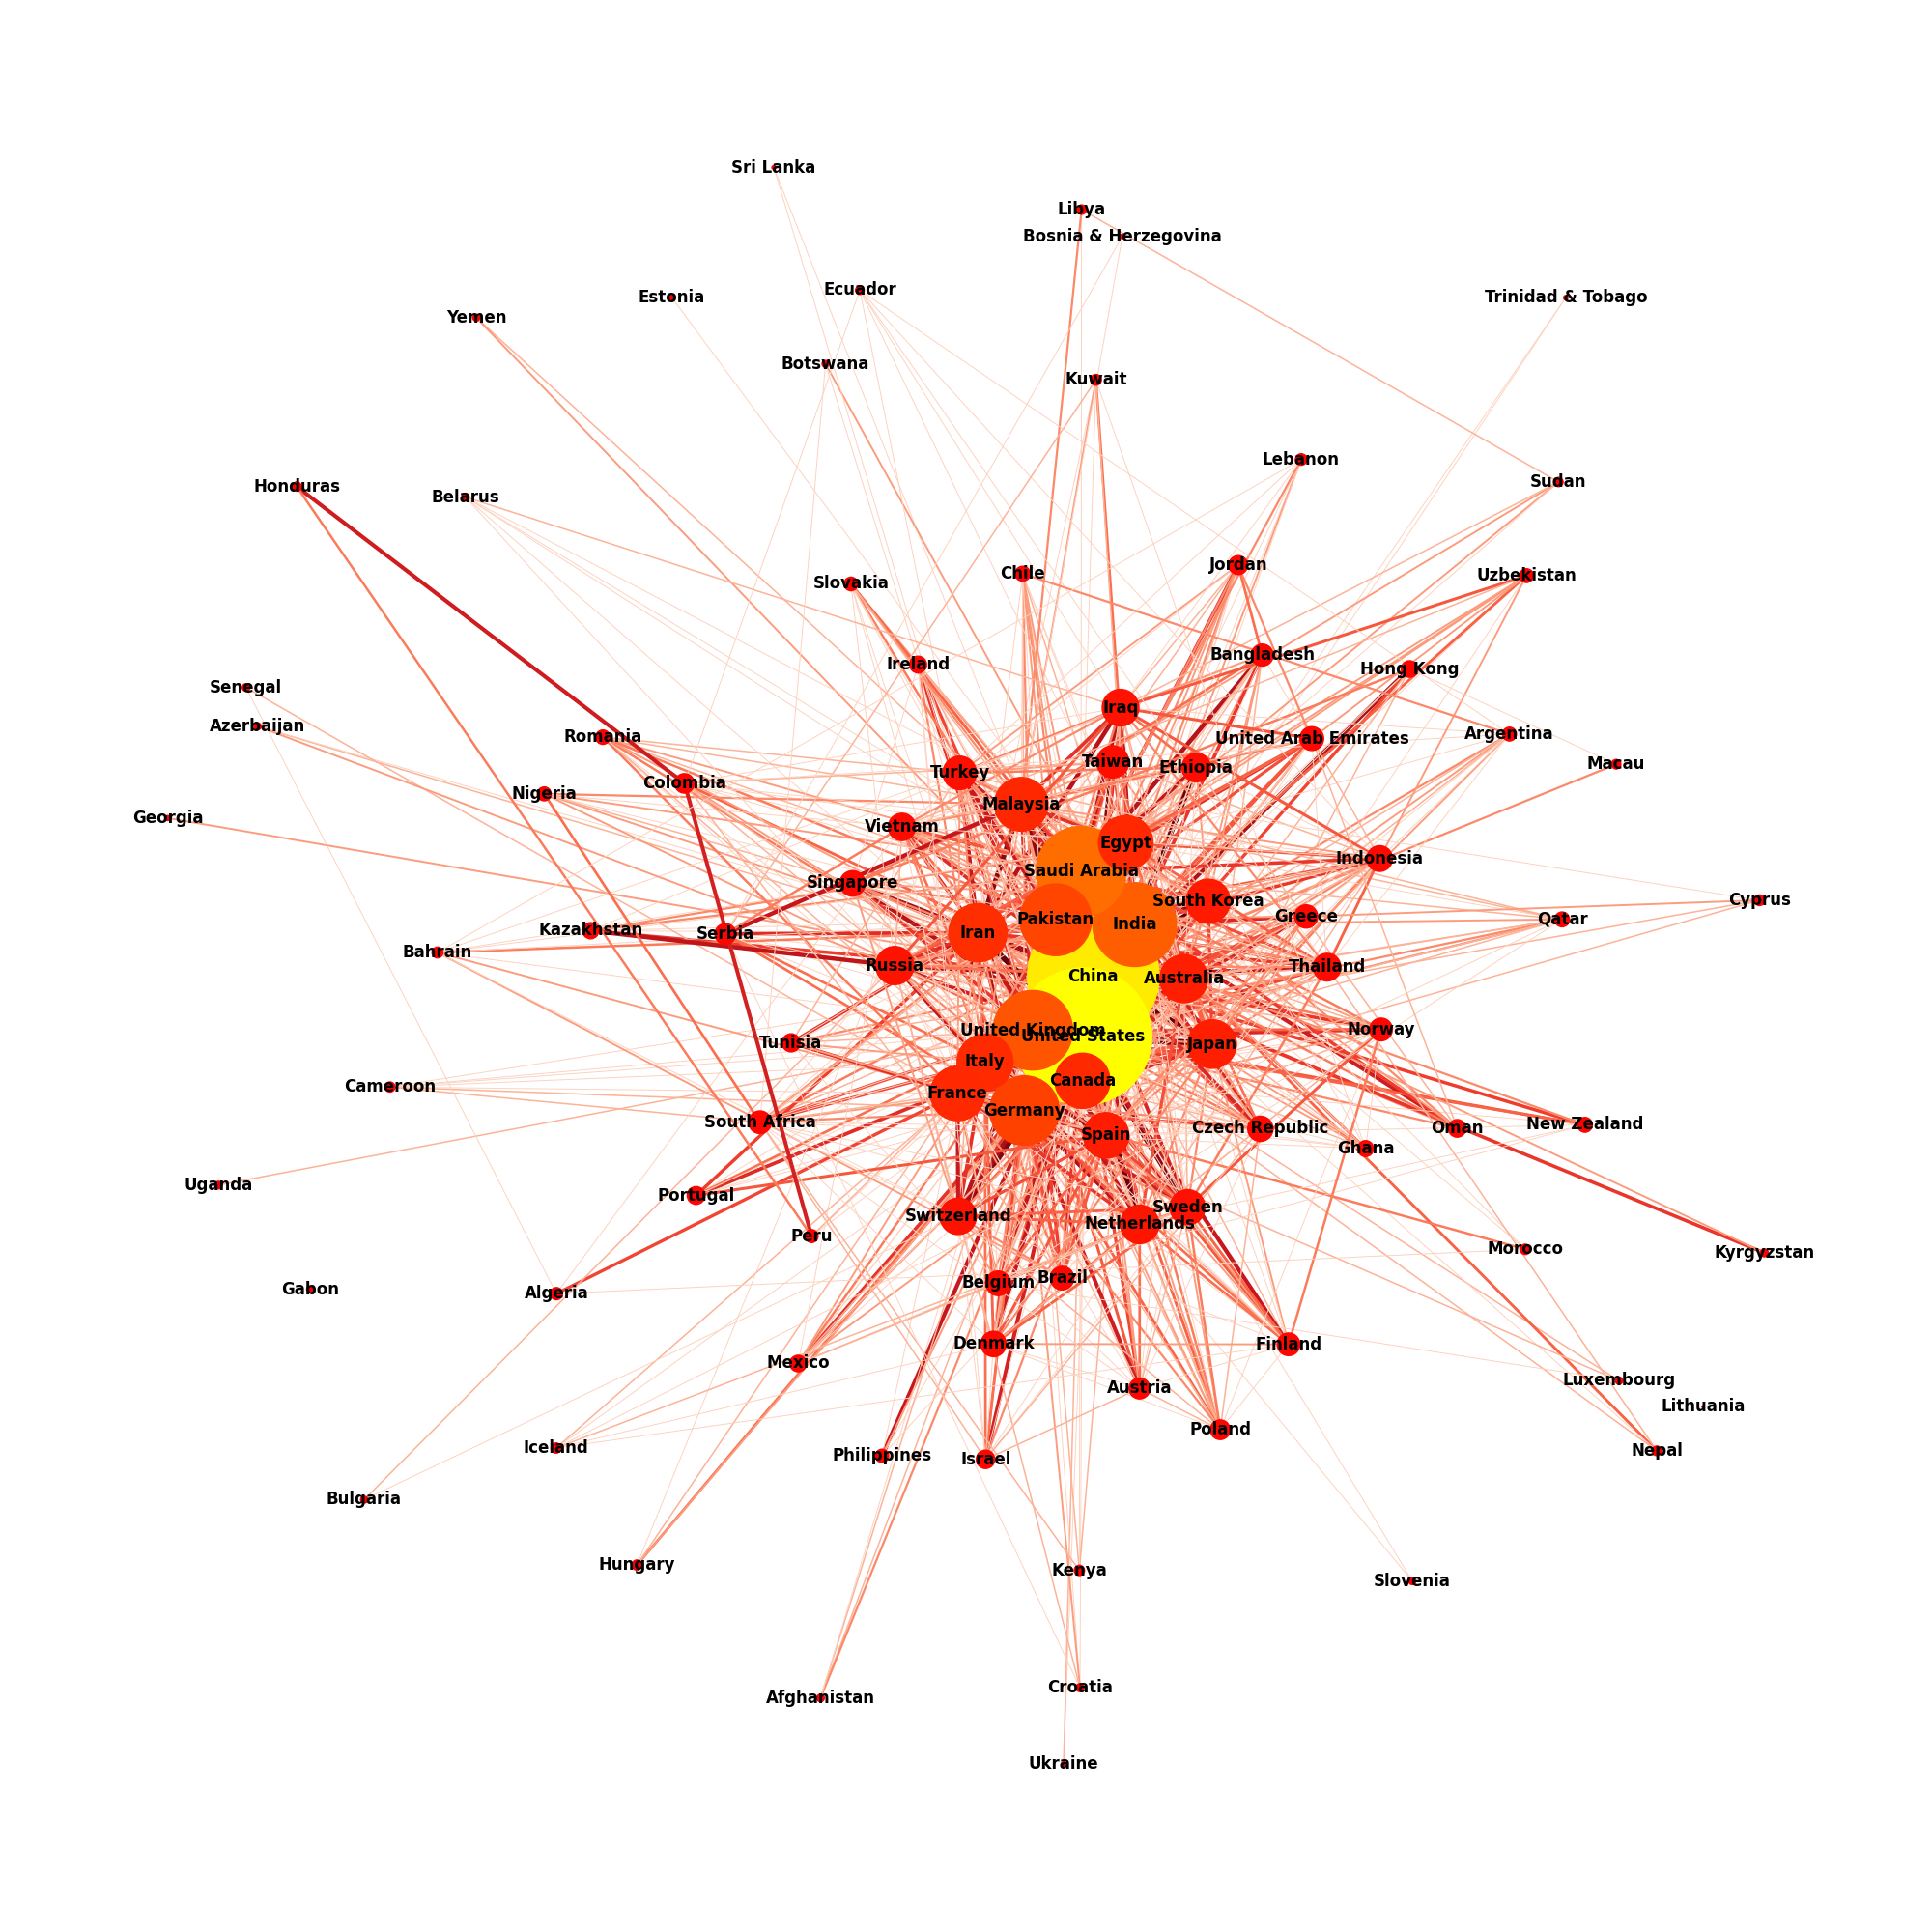 Sri Lanka
Libya
Bosnia & Herzegovina
Ecuador
Estonia
Trinidad & Tobago
Yemen
Botswana
Kuwait
Lebanon
Sudan
Honduras
Belarus
Jordan
Chile
Uzbekistan
Slovakia
Bangladesh
Ireland
Hong Kong
Senegal
Iraq
Azerbaijan
Romania
United Arab Emirates
Argentina
Taiwan
Macau
Ethiopia
Turkey
Colombia
Nigeria
Malaysia
Georgia
Vietnam
Egypt
Indonesia
Saudi Arabia
Singapore
Cyprus
South Korea
Greece
Pakistan
Qatar
India
Kazakhstan
Iran
Serbia
Bahrain
Russia
Thailand
China
Australia
United Kingdom
Norway
United States
Tunisia
Japan
Italy
Canada
Cameroon
France
Germany
South Africa
New Zealand
Czech Republic
Oman
Spain
Ghana
Uganda
Portugal
Sweden
Switzerland
Netherlands
Peru
Morocco
Kyrgyzstan
Brazil
Belgium
Gabon
Algeria
Denmark
Finland
Mexico
Luxembourg
Austria
Lithuania
Poland
Iceland
Nepal
Philippines
Israel
Bulgaria
Hungary
Kenya
Slovenia
Croatia
Afghanistan
Ukraine